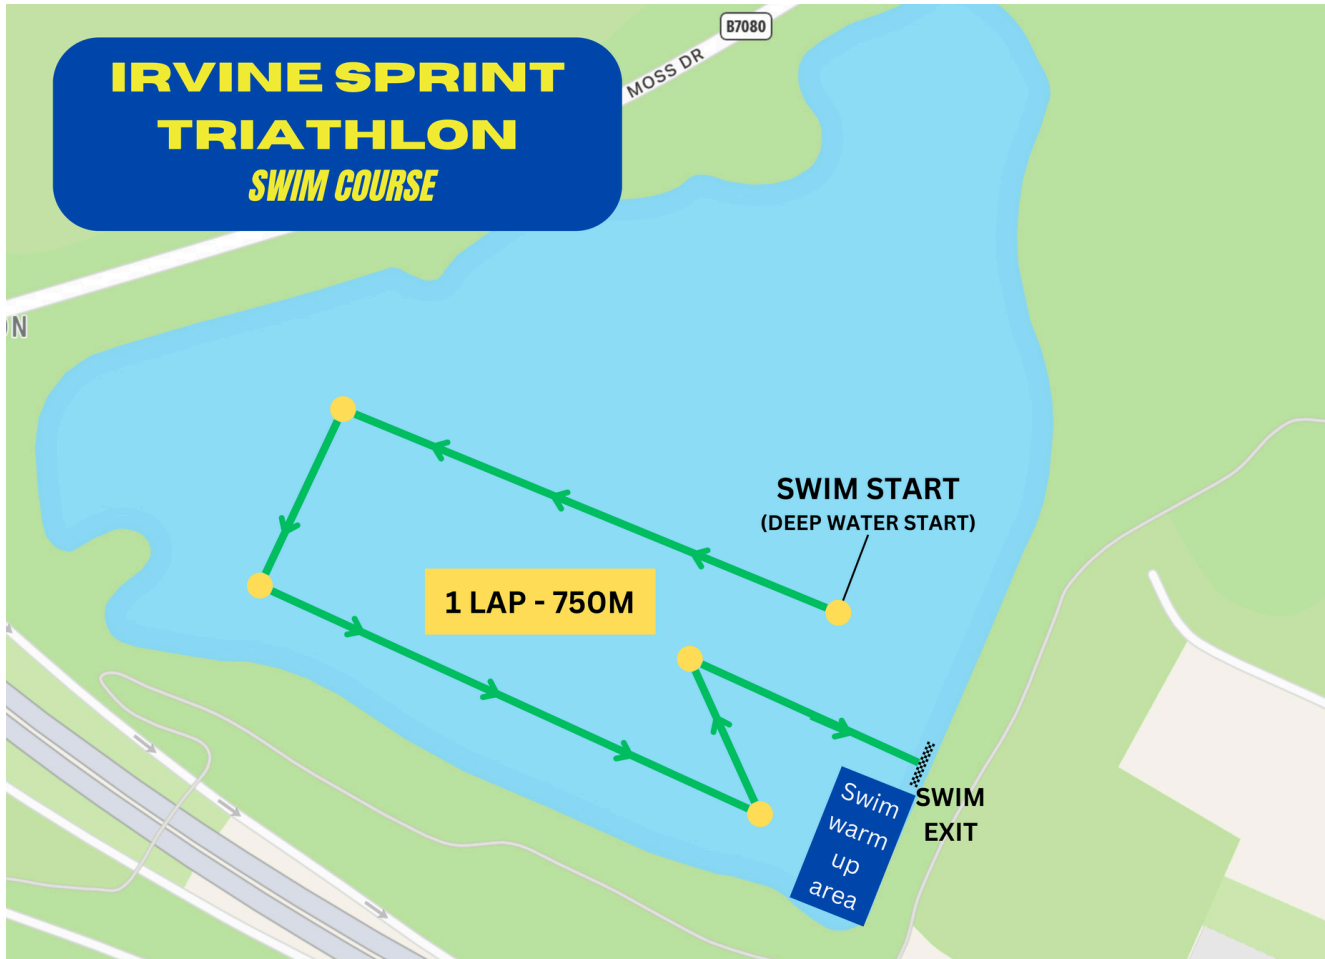 B7080
MOSS DR
IRVINE SPRINT
TRIATHLON
SWIM COURSE
ON
SWIM START
(DEEP WATER START)
1 LAP - 750M
SWIM
EXIT
Swim
warm
up
area